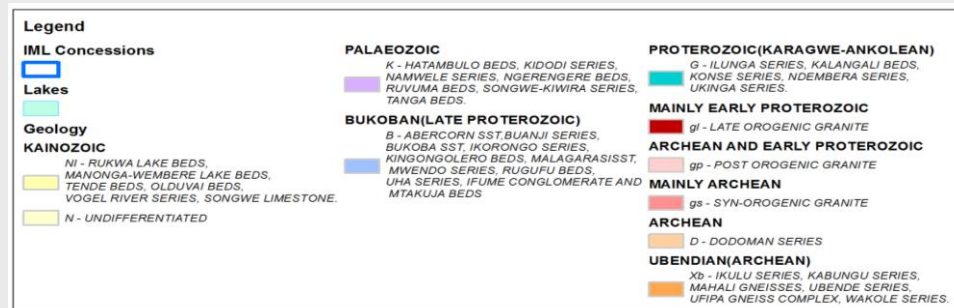 Legend
IML Concessions
Lakes
Geology
KAINOZOIC
NI - RUKWA LAKE BEDS,
MANONGA-WEMBERE LAKE BEDS,
TENDE BEDS, OLDUVAI BEDS,
VOGEL RIVER SERIES, SONGWE LIMESTONE.
N - UNDIFFERENTIATED
PALAEOZOIC
K - HATAMBULO BEDS, KIDODI SERIES,
NAMWELE SERIES, NGERENGERE BEDS,
RUVUMA BEDS, SONGWE-KIWIRA SERIES,
TANGA BEDS.
BUKOBAN(LATE PROTEROZOIC)
B - ABERCORN SST,BUANJI SERIES,
BUKOBA SST, IKORONGO SERIES,
KINGONGOLERO BEDS, MALAGARASISST,
MWENDO SERIES, RUGUFU BEDS,
UHA SERIES, IFUME CONGLOMERATE AND
MTAKUJA BEDS
PROTEROZOIC(KARAGWE-ANKOLEAN)
G - ILUNGA SERIES, KALANGALI BEDS,
KONSE SERIES, NDEMBERA SERIES,
UKINGA SERIES.
MAINLY EARLY PROTEROZOIC
gl - LATE OROGENIC GRANITE
ARCHEAN AND EARLY PROTEROZOIC
gp - POST OROGENIC GRANITE
MAINLY ARCHEAN
gs - SYN-OROGENIC GRANITE
ARCHEAN
D - DODOMAN SERIES
UBENDIAN(ARCHEAN)
Xb - IKULU SERIES, KABUNGU SERIES,
MAHALI GNEISSES, UBENDE SERIES,
UFIPA GNEISS COMPLEX, WAKOLE SERIES.